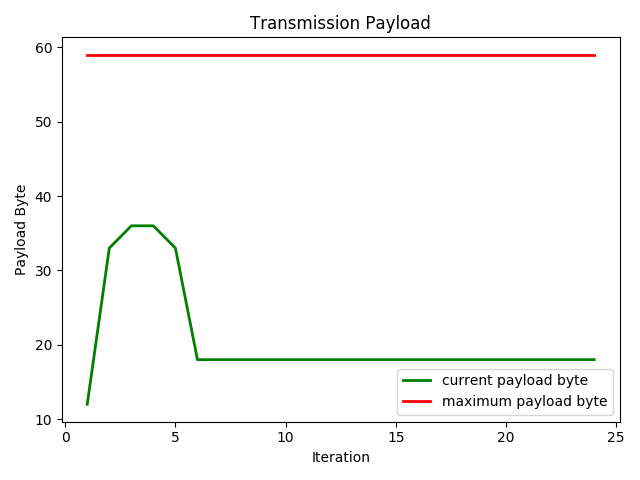 Transmission Payload
60
50
40
30
20
10
Payload Byte
0
5
10
15
20
25
Iteration
current payload byte
maximum payload byte